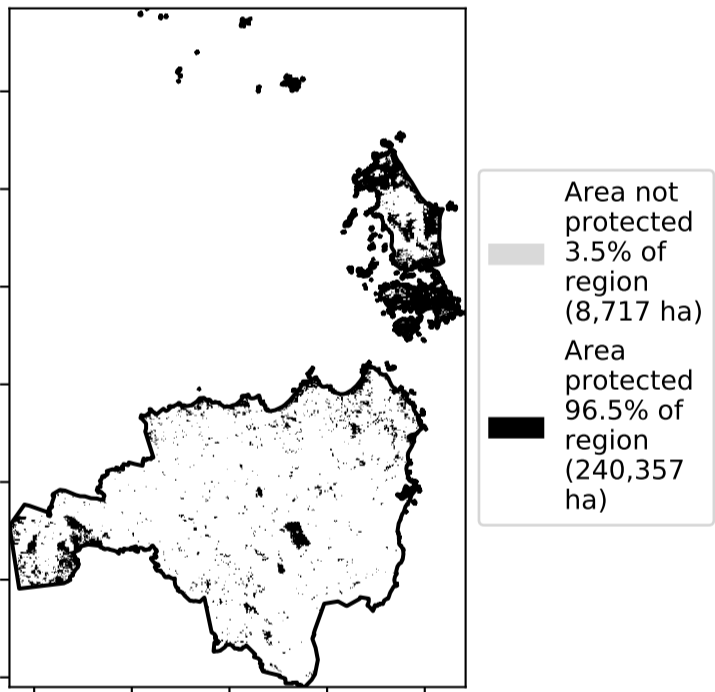 Area not
protected
3.5% of
region
(8,717 ha)
Area
protected
96.5% of
region
(240,357
ha)